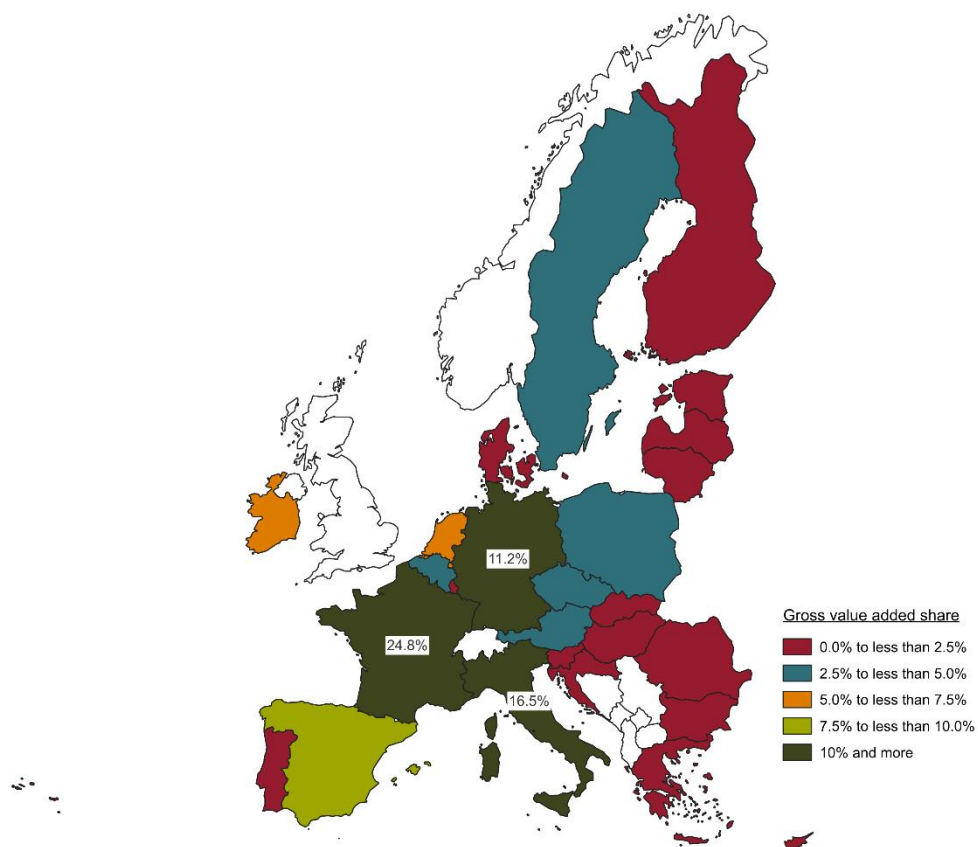 11.2%
24.8%
16.5%
Gross value added share
0.0% to less than 2.5%
2.5% to less than 5.0%
5.0% to less than 7.5%
7.5% to less than 10.0%
10% and more